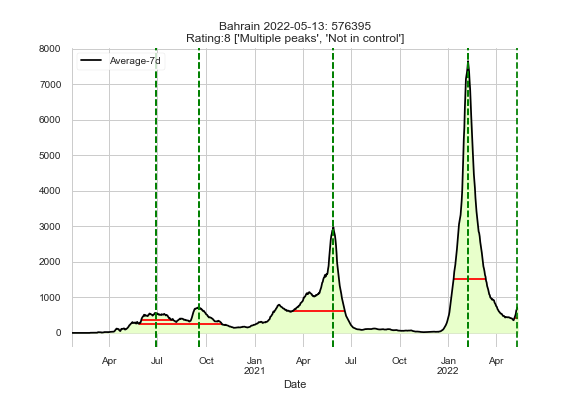 Bahrain 2022-05-13: 576395
Rating:8 ['Multiple peaks', 'Not in control']
8000
Average-7d
7000
6000
5000
4000
3000
2000
1000
0
Apr Jul Oct Jan Apr Jul Oct Jan Apr
2021 2022
Date